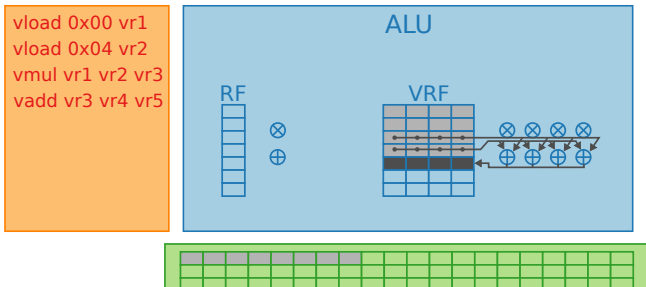 vload 0x00 vr1
vload 0x04 vr2
vmul vr1 vr2 vr3
vadd vr3 vr4 vr5
ALU
RF
VRF